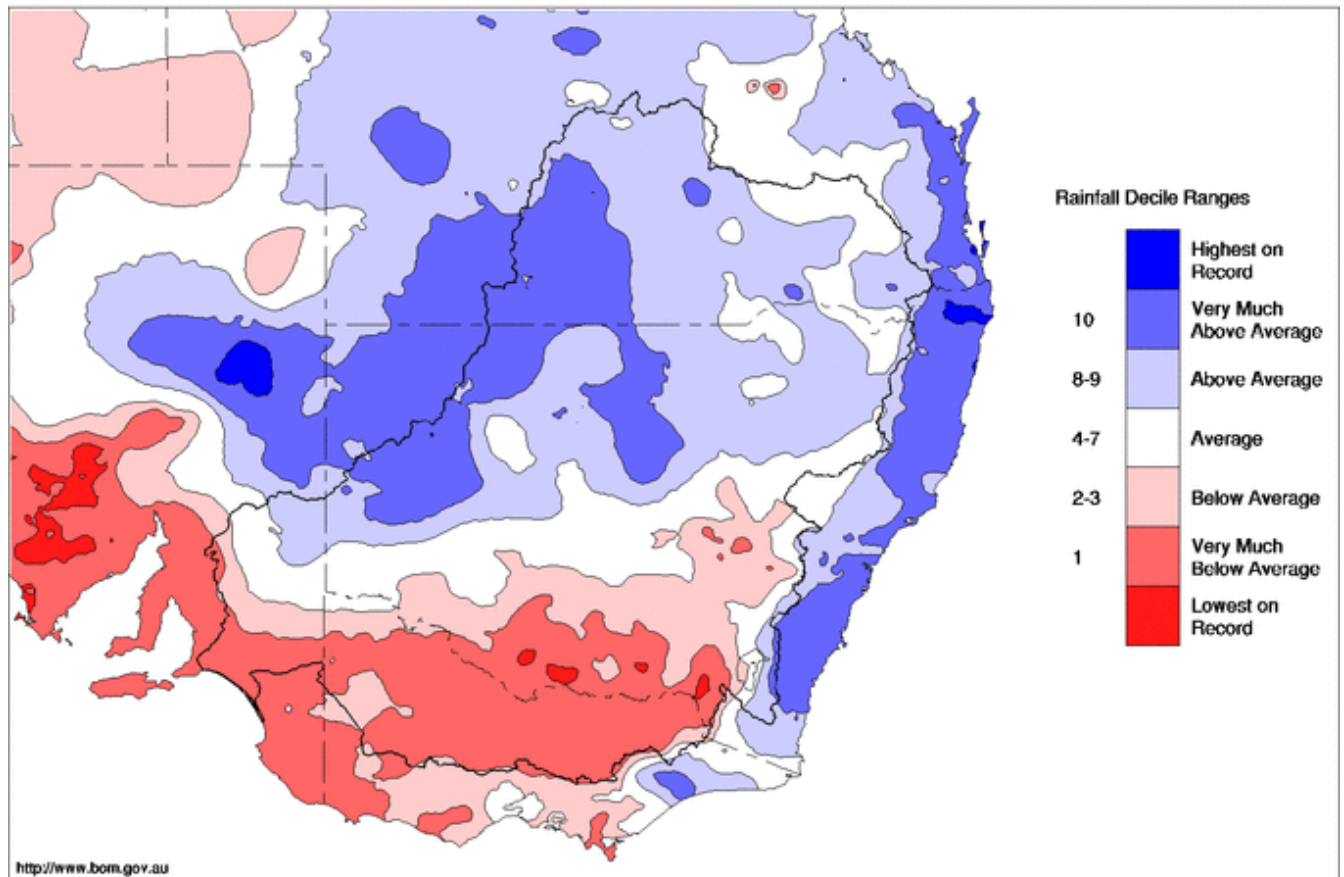 Rainfall Decile Ranges
Highest on
Record
10
Very Much
Above Average
8-9
Above Average
4-7
Average
2-3
Below Average
1
Very Much
Below Average
Lowest on
Record
http://www.bom.gov.au